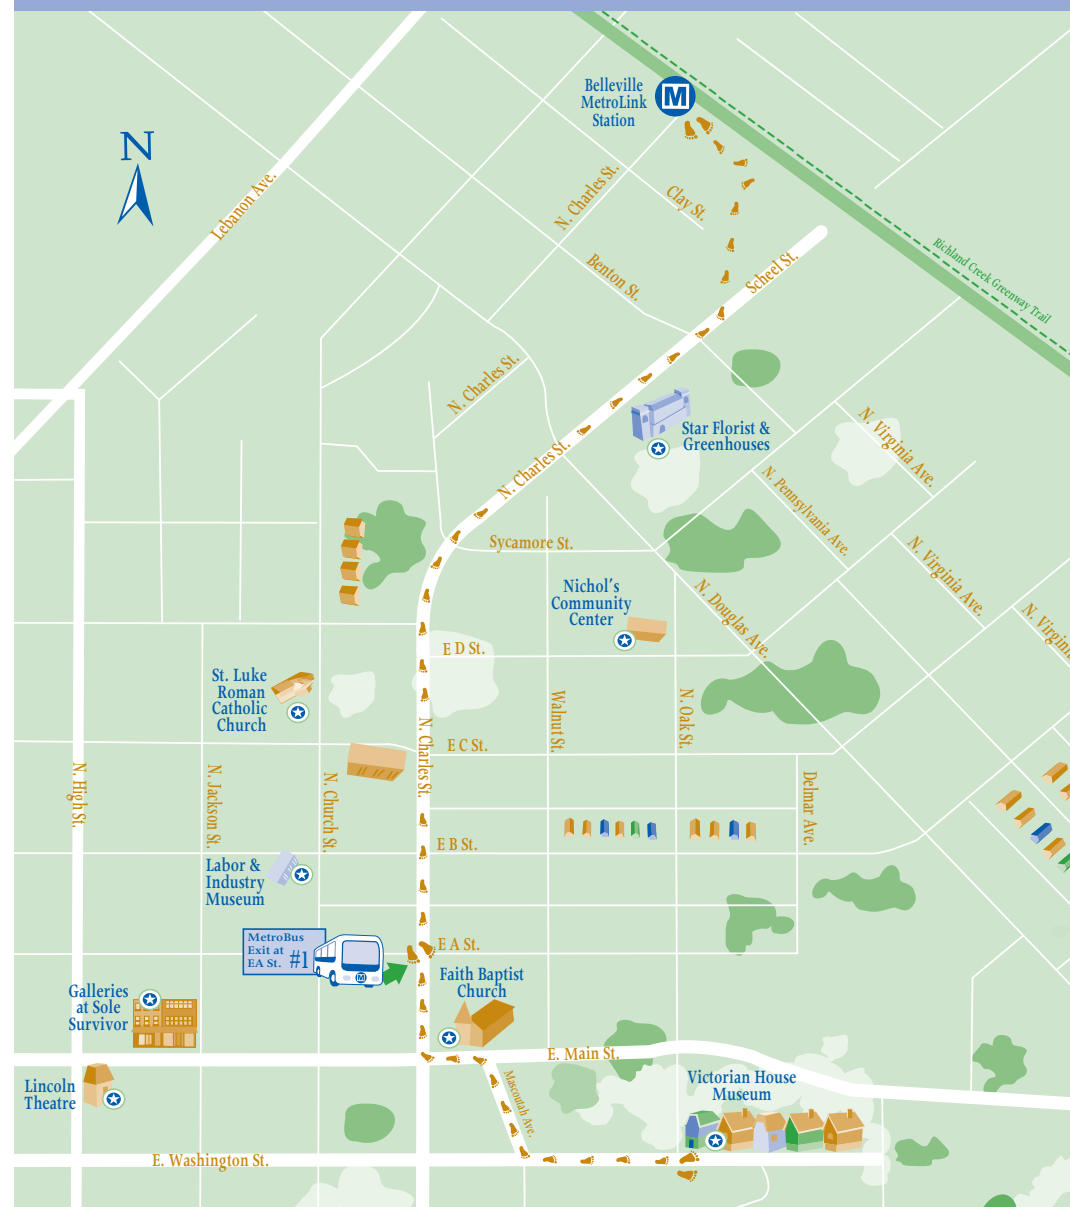 Belleville
MetroLink
Station
M
N
Lebanon Ave.
N. Charles St.
Clay St.
Benton St.
Scheel St.
Richland Creek Greenway Trail
N. Charles St.
Star Florist &
Greenhouses
N. Virginia Ave.
N. Charles St.
N. Pennsylvania Ave.
Sycamore St.
N. Virginia Ave.
Nichol's
Community
Center
N. Douglas Ave.
N. Virginia
E D St.
St. Luke
Roman
Catholic
Church
Walnut St.
N. Oak St.
N. Charles St.
E C St.
N. High St.
N. Jackson St.
N. Church St.
Delmar Ave.
E B St.
Labor &
Industry
Museum
MetroBus
Exit at
EA St. #1
M
E A St.
Faith Baptist
Church
Galleries
at Sole
Survivor
E. Main St.
Lincoln
Theatre
Mascoutah Ave.
Victorian House
Museum
E. Washington St.